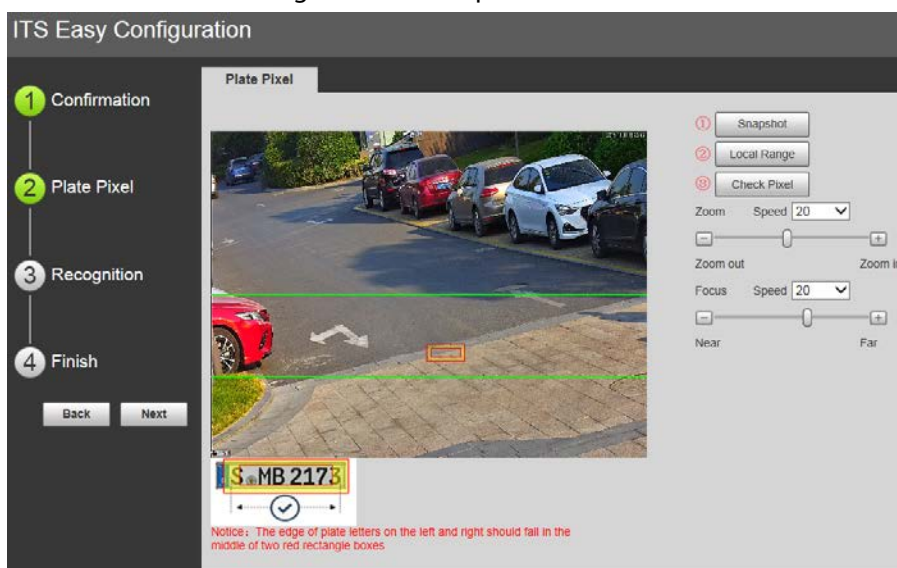 ITS Easy Configuration
Plate Pixel
1 Confirmation
2 Plate Pixel
3 Recognition
4 Finish
Back Next
① Snapshot
② Local Range
③ Check Pixel
Zoom Speed 20
Zoom out Zoom i
Focus Speed 20
Near Far
S MB 2173
Notice： The edge of plate letters on the left and right should fall in the
middle of two red rectangle boxes